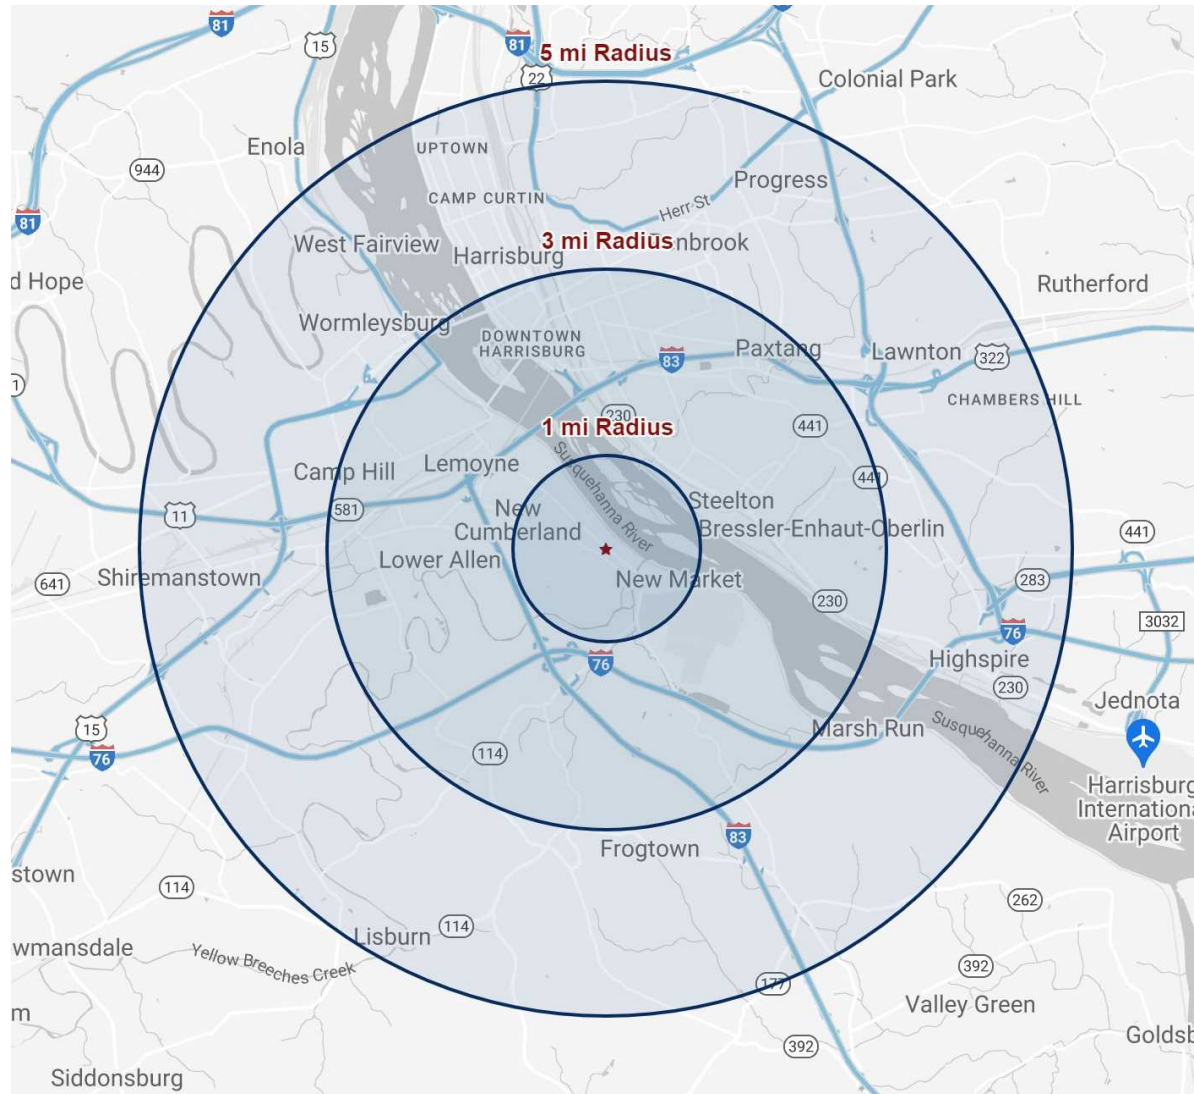 81
15
81
5 mi Radius
22
Colonial Park
Enola
UPTOWN
944
Progress
CAMP CURTIN
Herr St
81
West Fairview
3 mi Radius
nbrook
Harrisburg
d Hope
Rutherford
Wormleysburg
DOWNTOWN
HARRISBURG
83
Paxtang
Lawnton
322
1
CHAMBERS HILL
230
441
1 mi Radius
Camp Hill
Lemoyne
441
Susquehanna River
Steelton
581
New
Cumberland
11
Bressler-Enhaut-Oberlin
441
Lower Allen
Shiremanstown
641
New Market
283
230
3032
76
76
Highspire
230
Jednota
15
Marsh Run
Susquehanna River
76
114
Harrisburg
Internationa
Airport
83
Frogtown
stown
114
262
114
Lisburn
wmansdale
Yellow Breeches Creek
392
177
Valley Green
m
392
Goldsb
Siddonsburg